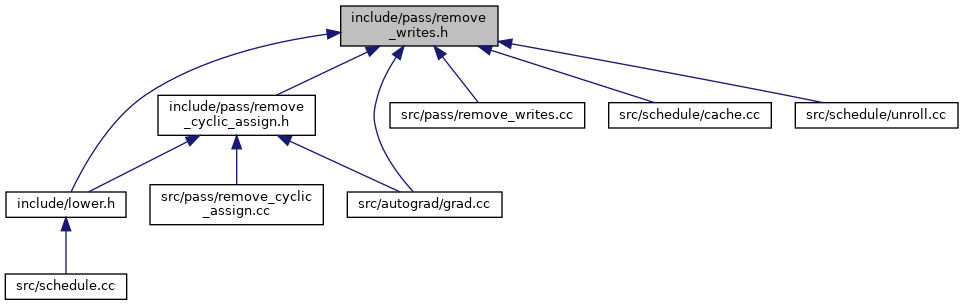 include/pass/remove
_writes.h
include/pass/remove
_cyclic_assign.h
src/pass/remove_writes.cc
src/schedule/cache.cc
src/schedule/unroll.cc
include/lower.h
src/pass/remove_cyclic
_assign.cc
src/autograd/grad.cc
src/schedule.cc